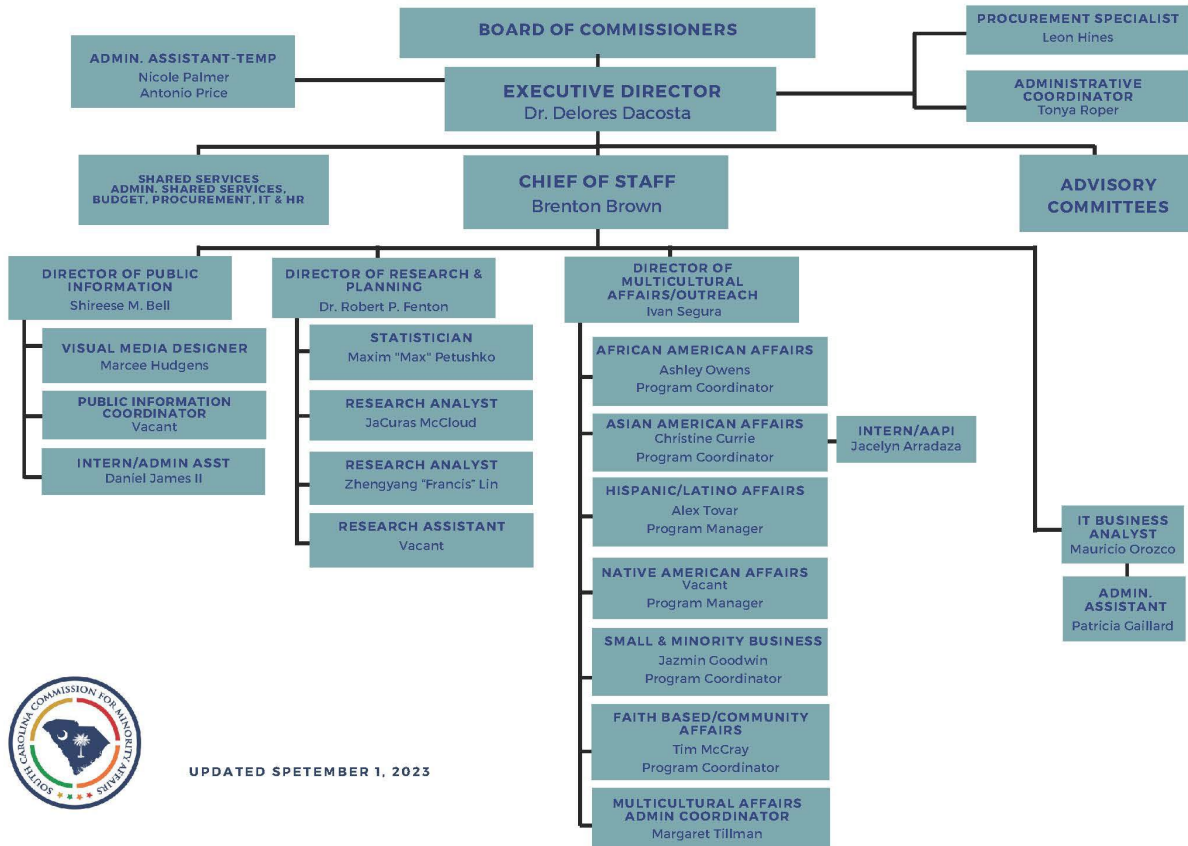 BOARD OF COMMISSIONERS
PROCUREMENT SPECIALIST
Leon Hines
ADMIN. ASSISTANT-TEMP
Nicole Palmer
Antonio Price
EXECUTIVE DIRECTOR
Dr. Delores Dacosta
ADMINISTRATIVE
COORDINATOR
Tonya Roper
SHARED SERVICES
ADMIN. SHARED SERVICES,
BUDGET, PROCUREMENT, IT & HR
CHIEF OF STAFF
Brenton Brown
ADVISORY
COMMITTEES
DIRECTOR OF PUBLIC
INFORMATION
Shireese M. Bell
VISUAL MEDIA DESIGNER
Marcee Hudgens
PUBLIC INFORMATION
COORDINATOR
Vacant
INTERN/ADMIN ASST
Daniel James II
DIRECTOR OF RESEARCH &
PLANNING
Dr. Robert P. Fenton
STATISTICIAN
Maxim "Max" Petushko
RESEARCH ANALYST
JaCuras McCloud
RESEARCH ANALYST
Zhengyang "Francis" Lin
RESEARCH ASSISTANT
Vacant
DIRECTOR OF
MULTICULTURAL
AFFAIRS/OUTREACH
Ivan Segura
AFRICAN AMERICAN AFFAIRS
Ashley Owens
Program Coordinator
ASIAN AMERICAN AFFAIRS
Christine Currie
Program Coordinator
INTERN/AAPI
Jacelyn Arradaza
HISPANIC/LATINO AFFAIRS
Alex Tovar
Program Manager
NATIVE AMERICAN AFFAIRS
Vacant
Program Manager
SMALL & MINORITY BUSINESS
Jazmin Goodwin
Program Coordinator
FAITH BASED/COMMUNITY
AFFAIRS
Tim McCray
Program Coordinator
MULTICULTURAL AFFAIRS
ADMIN COORDINATOR
Margaret Tillman
IT BUSINESS
ANALYST
Mauricio Orozco
ADMIN.
ASSISTANT
Patricia Gaillard
SOUTH CAROLINA COMMISSION FOR MINORITY AFFAIRS
UPDATED SPETEMBER 1, 2023